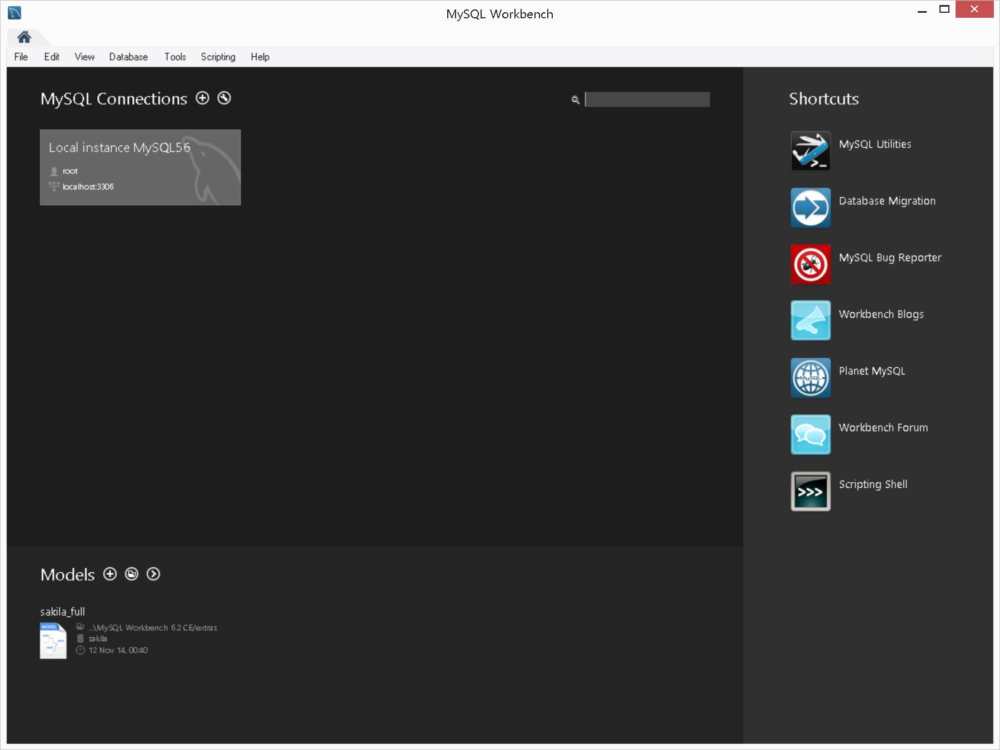 MySQL Workbench
File Edit View Database Tools Scripting Help
MySQL Connections
Local instance MySQL56
root
localhost:3306
Shortcuts
MySQL Utilities
Database Migration
MySQL Bug Reporter
Workbench Blogs
MySQL
Planet MySQL
Workbench Forum
>>>
Scripting Shell
Models
sakila_full
MODEL
...\MySQL Workbench 6.2 CE/extras
sakila
12 Nov 14, 00:40